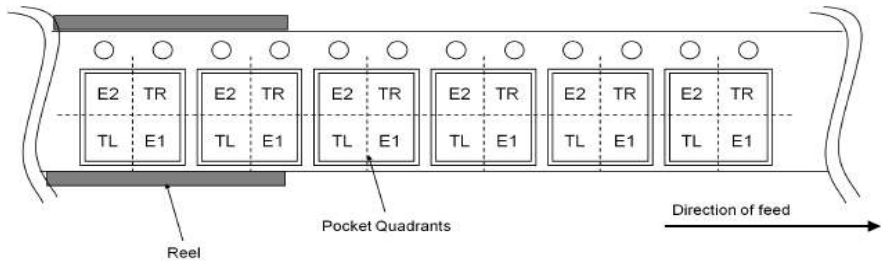 E2 TR E2 TR E2 TR E2 TR E2 TR E2 TR
TL E1 TL E1 TL E1 TL E1 TL E1 TL E1
Direction of feed
Pocket Quadrants
Reel